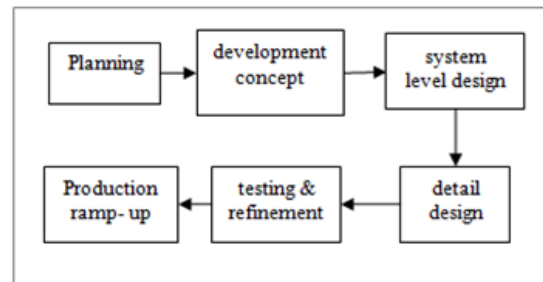 Planning
development
concept
system
level design
Production
ramp- up
testing &
refinement
detail
design